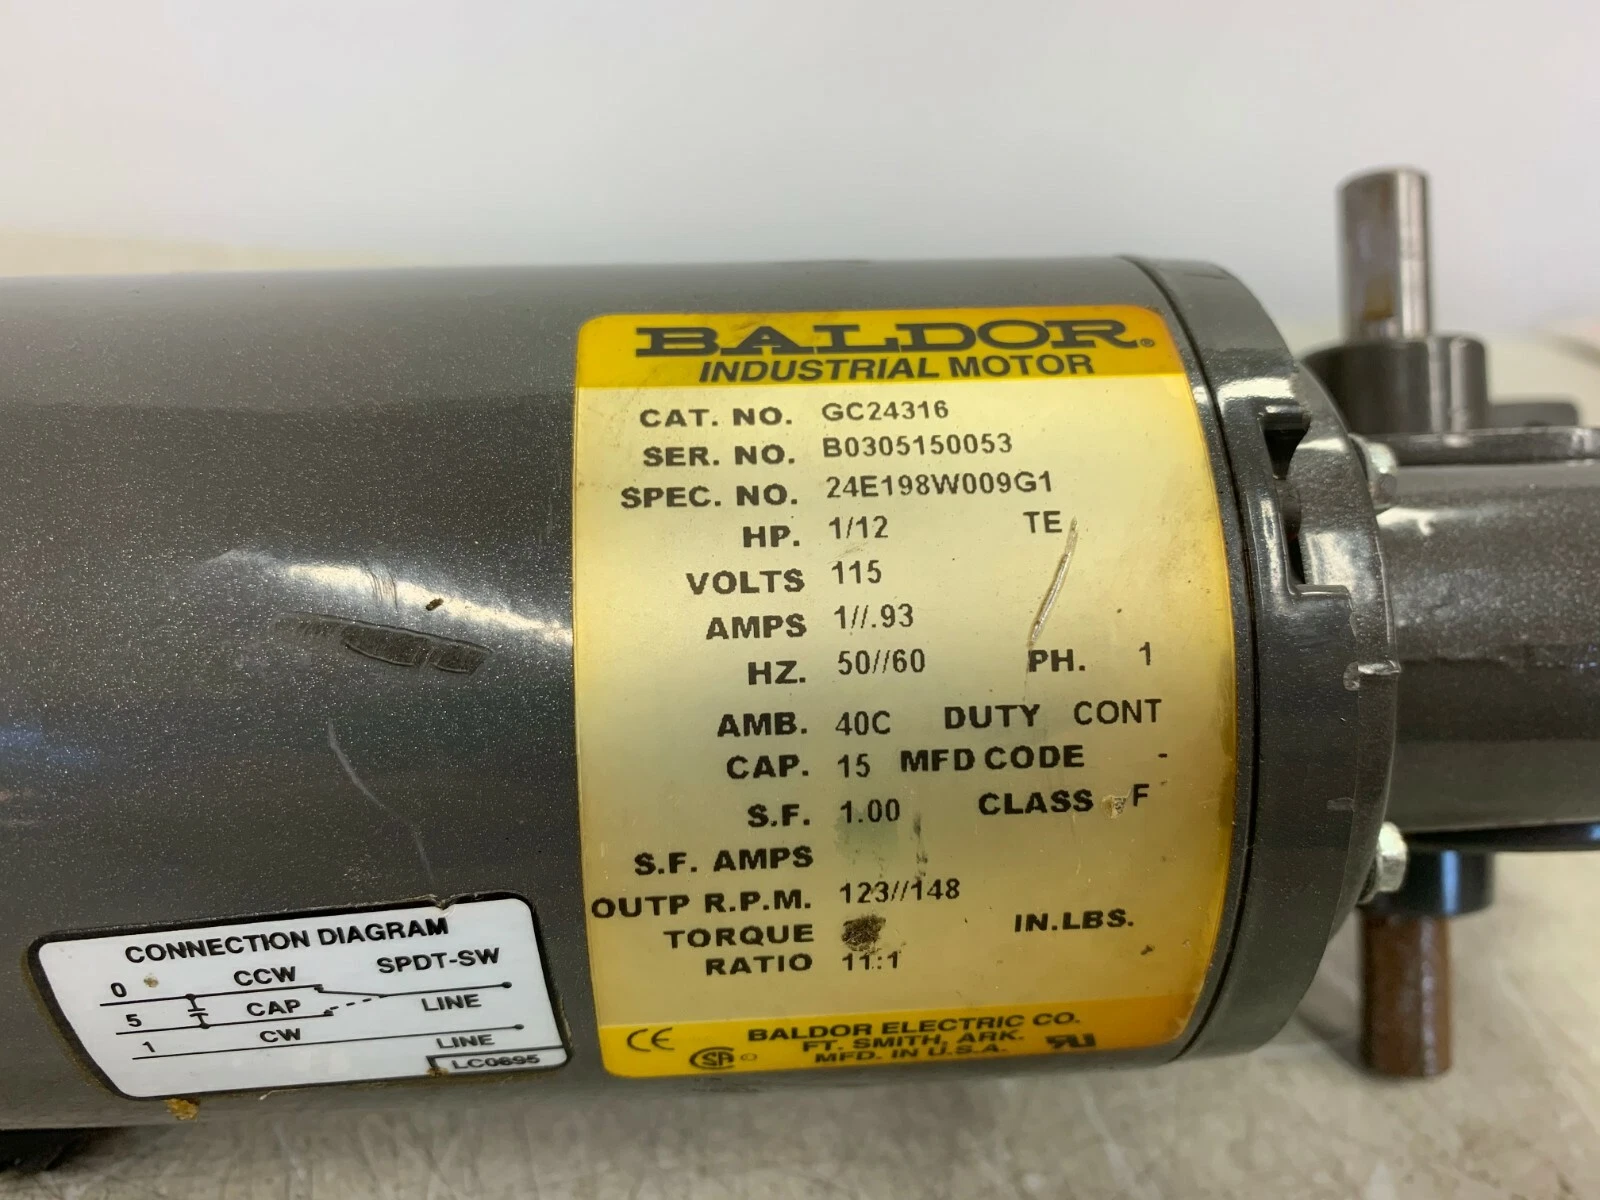 BALDOR®
INDUSTRIAL MOTOR
CAT. NO. GC24316
SER. NO. B0305150053
SPEC. NO. 24E198W009G1
HP. 1/12 TE
VOLTS 115
AMPS 1//.93
HZ. 50//60 PH. 1
AMB. 40C DUTY CONT
CAP. 15 MFD CODE -
S.F. 1.00 CLASS F
S.F. AMPS
OUTP R.P.M. 123//148
TORQUE IN.LBS.
RATIO 11:1
CE BALDOR ELECTRIC CO.
FT. SMITH, ARK.
MFD. IN U.S.A.
CONNECTION DIAGRAM
0 CCW SPDT-SW
5 CAP LINE
1 CW LINE
LC0695